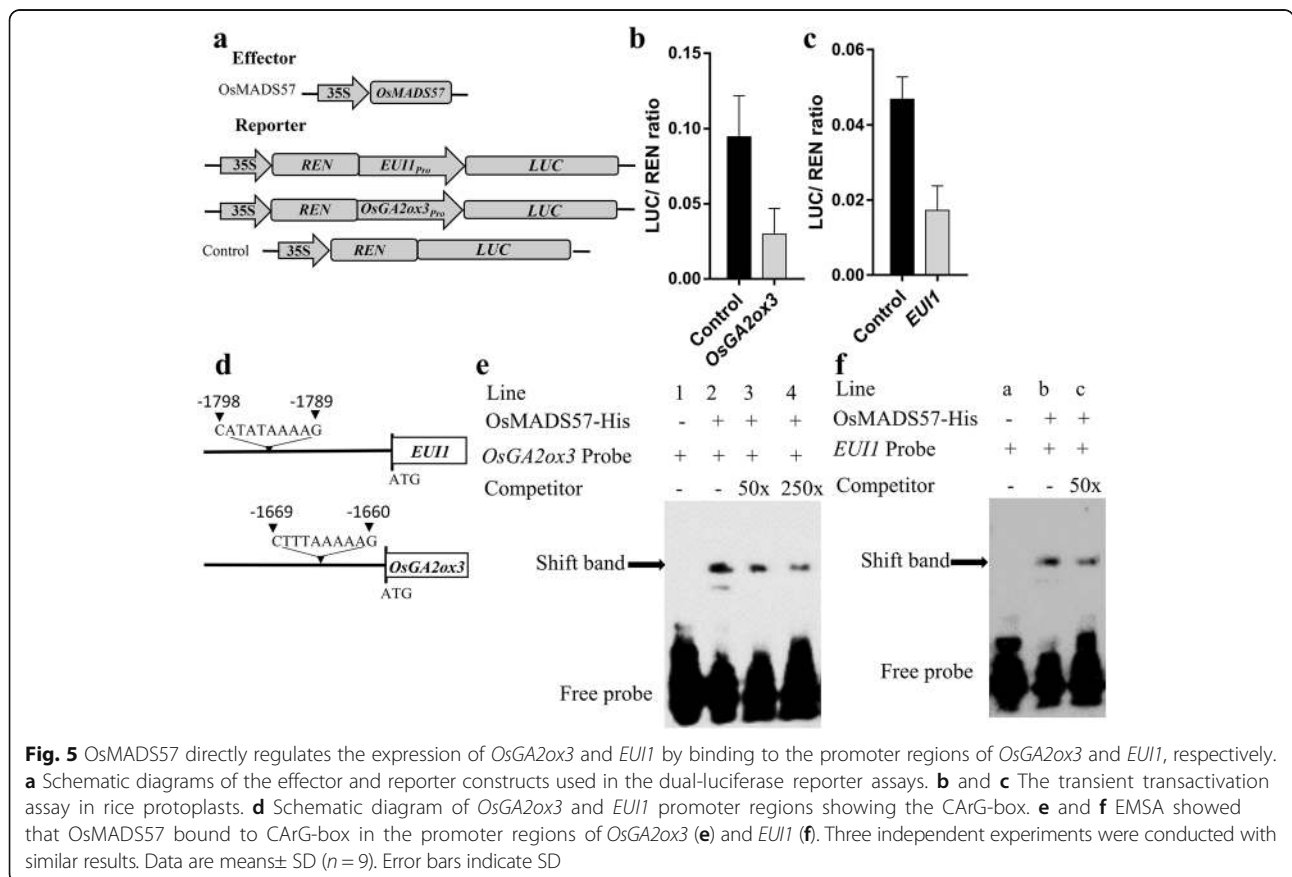 a
Effector
OsMADS57 35S OsMADS57
Reporter
35S REN EUI1Pro LUC
35S REN OsGA2ox3Pro LUC
Control 35S REN LUC
b
LUC/ REN ratio
0.15
0.10
0.05
0.00
Control
OsGA2ox3
c
LUC/ REN ratio
0.06
0.04
0.02
0.00
Control
EUI1
d
-1798 -1789
CATATAAAAG
EUI1
ATG
-1669 -1660
CTTTAAAAAG
OsGA2ox3
ATG
e
Line 1 2 3 4
OsMADS57-His - + + +
OsGA2ox3 Probe + + + +
Competitor - - 50x 250x
Shift band
Free probe
f
Line a b c
OsMADS57-His - + +
EUI1 Probe + + +
Competitor - - 50x
Shift band
Free probe
Fig. 5 OsMADS57 directly regulates the expression of OsGA2ox3 and EUI1 by binding to the promoter regions of OsGA2ox3 and EUI1, respectively.
a Schematic diagrams of the effector and reporter constructs used in the dual-luciferase reporter assays. b and c The transient transactivation
assay in rice protoplasts. d Schematic diagram of OsGA2ox3 and EUI1 promoter regions showing the CArG-box. e and f EMSA showed
that OsMADS57 bound to CArG-box in the promoter regions of OsGA2ox3 (e) and EUI1 (f). Three independent experiments were conducted with
similar results. Data are means± SD (n = 9). Error bars indicate SD